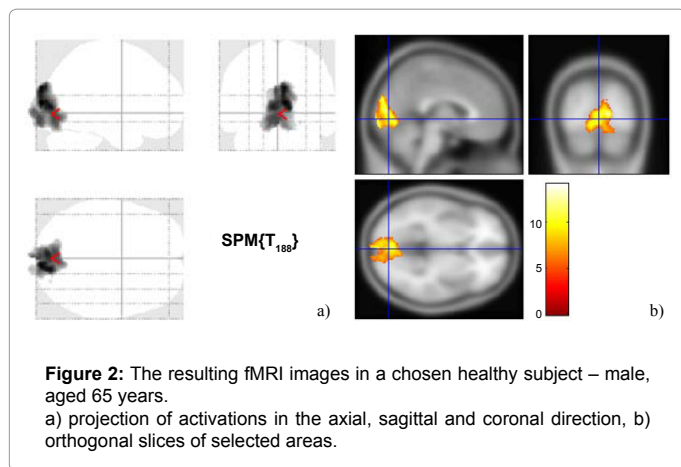 SPM{T188}
a)
10
5
0
b)
Figure 2: The resulting fMRI images in a chosen healthy subject – male,
aged 65 years.
a) projection of activations in the axial, sagittal and coronal direction, b)
orthogonal slices of selected areas.